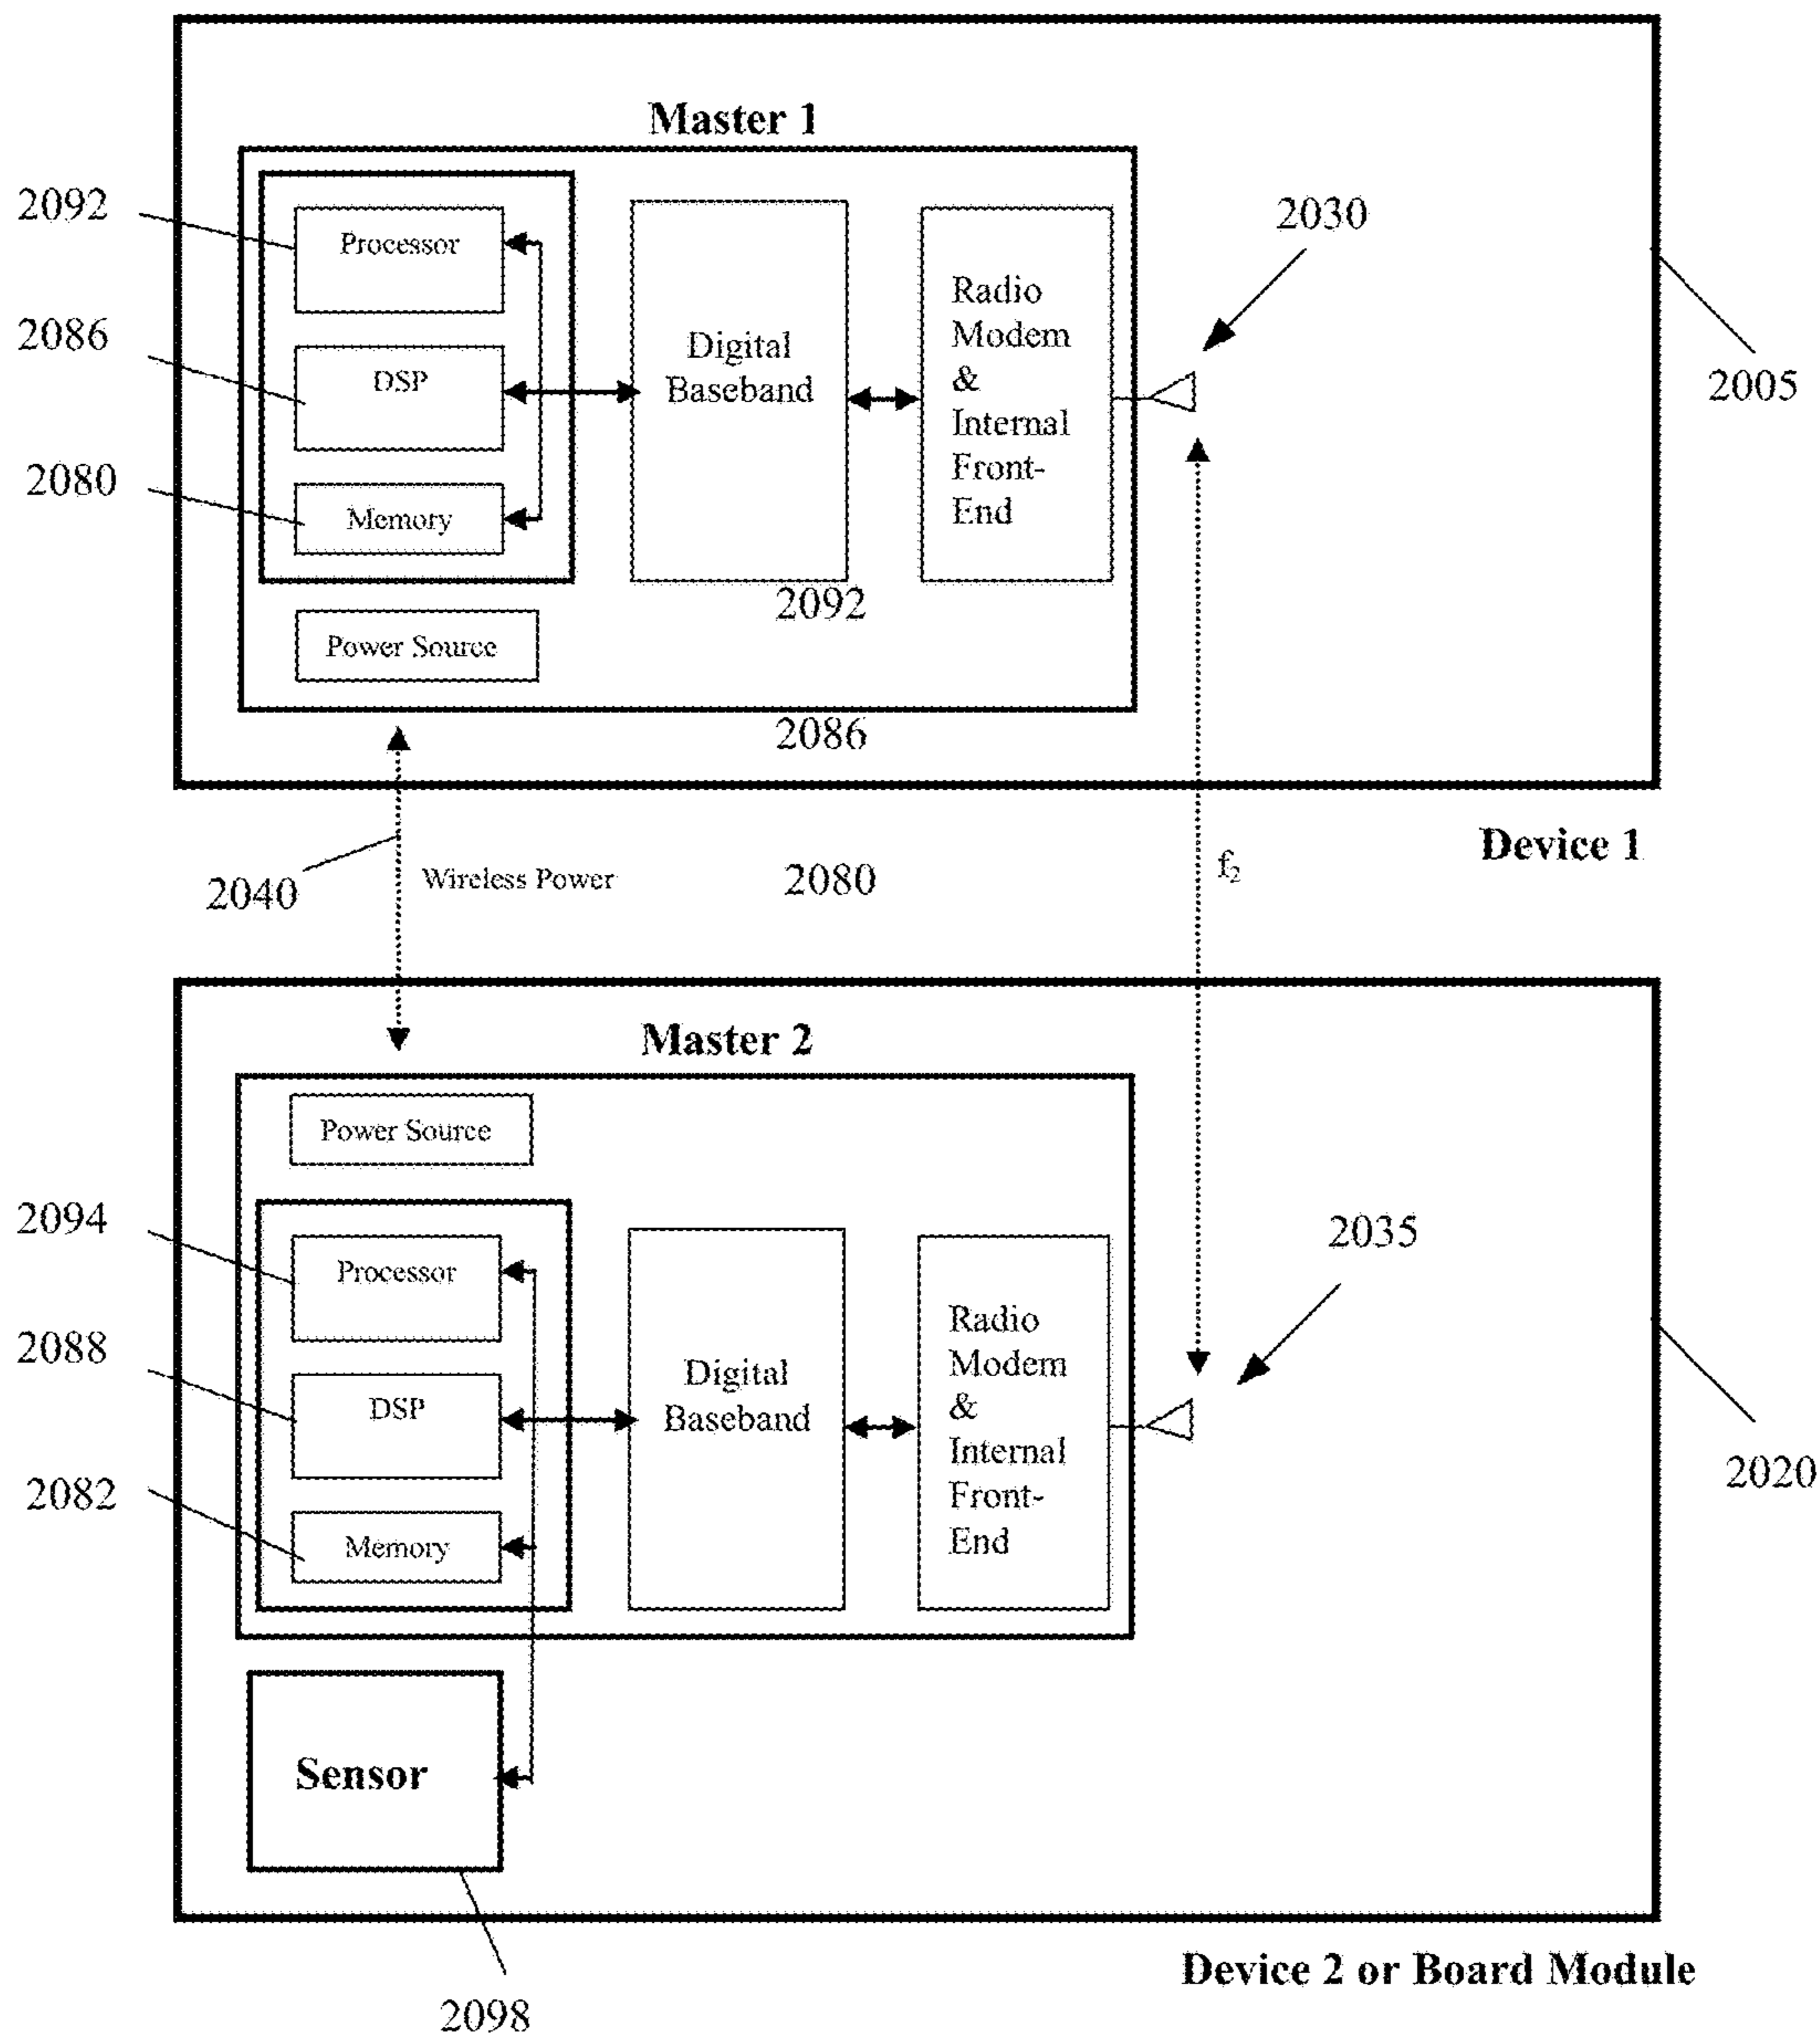 Master 1
2092
Processor
2030
2086
DSP
Digital
Baseband
Radio
Modem
&
Internal
Front-
End
2005
2080
Memory
2092
Power Source
2086
Device 1
2040
Wireless Power
2080
f₂
Master 2
Power Source
2094
Processor
2035
2088
DSP
Digital
Baseband
Radio
Modem
&
Internal
Front-
End
2020
2082
Memory
Sensor
Device 2 or Board Module
2098